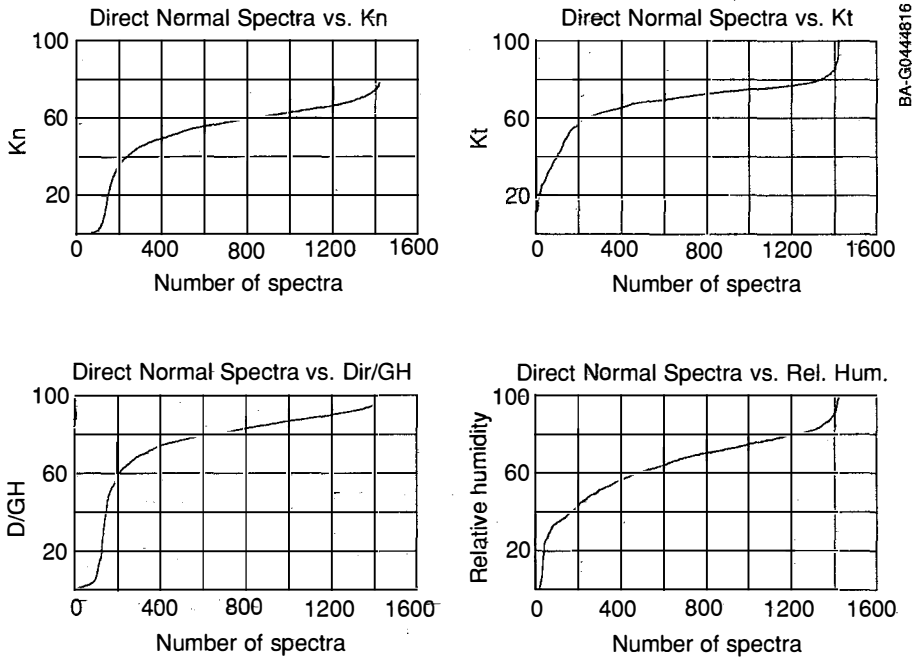 Direct Normal Spectra vs. Kn
100
60
20
Kn
0 400 800 1200 1600
Number of spectra
Direct Normal Spectra vs. Kt
100
60
20
Kt
0 400 800 1200 1600
Number of spectra
BA-G0444816
Direct Normal Spectra vs. Dir/GH
100
60
20
D/GH
0 400 800 1200 1600
Number of spectra
Direct Normal Spectra vs. Rel. Hum.
100
60
20
Relative humidity
0 400 800 1200 1600
Number of spectra